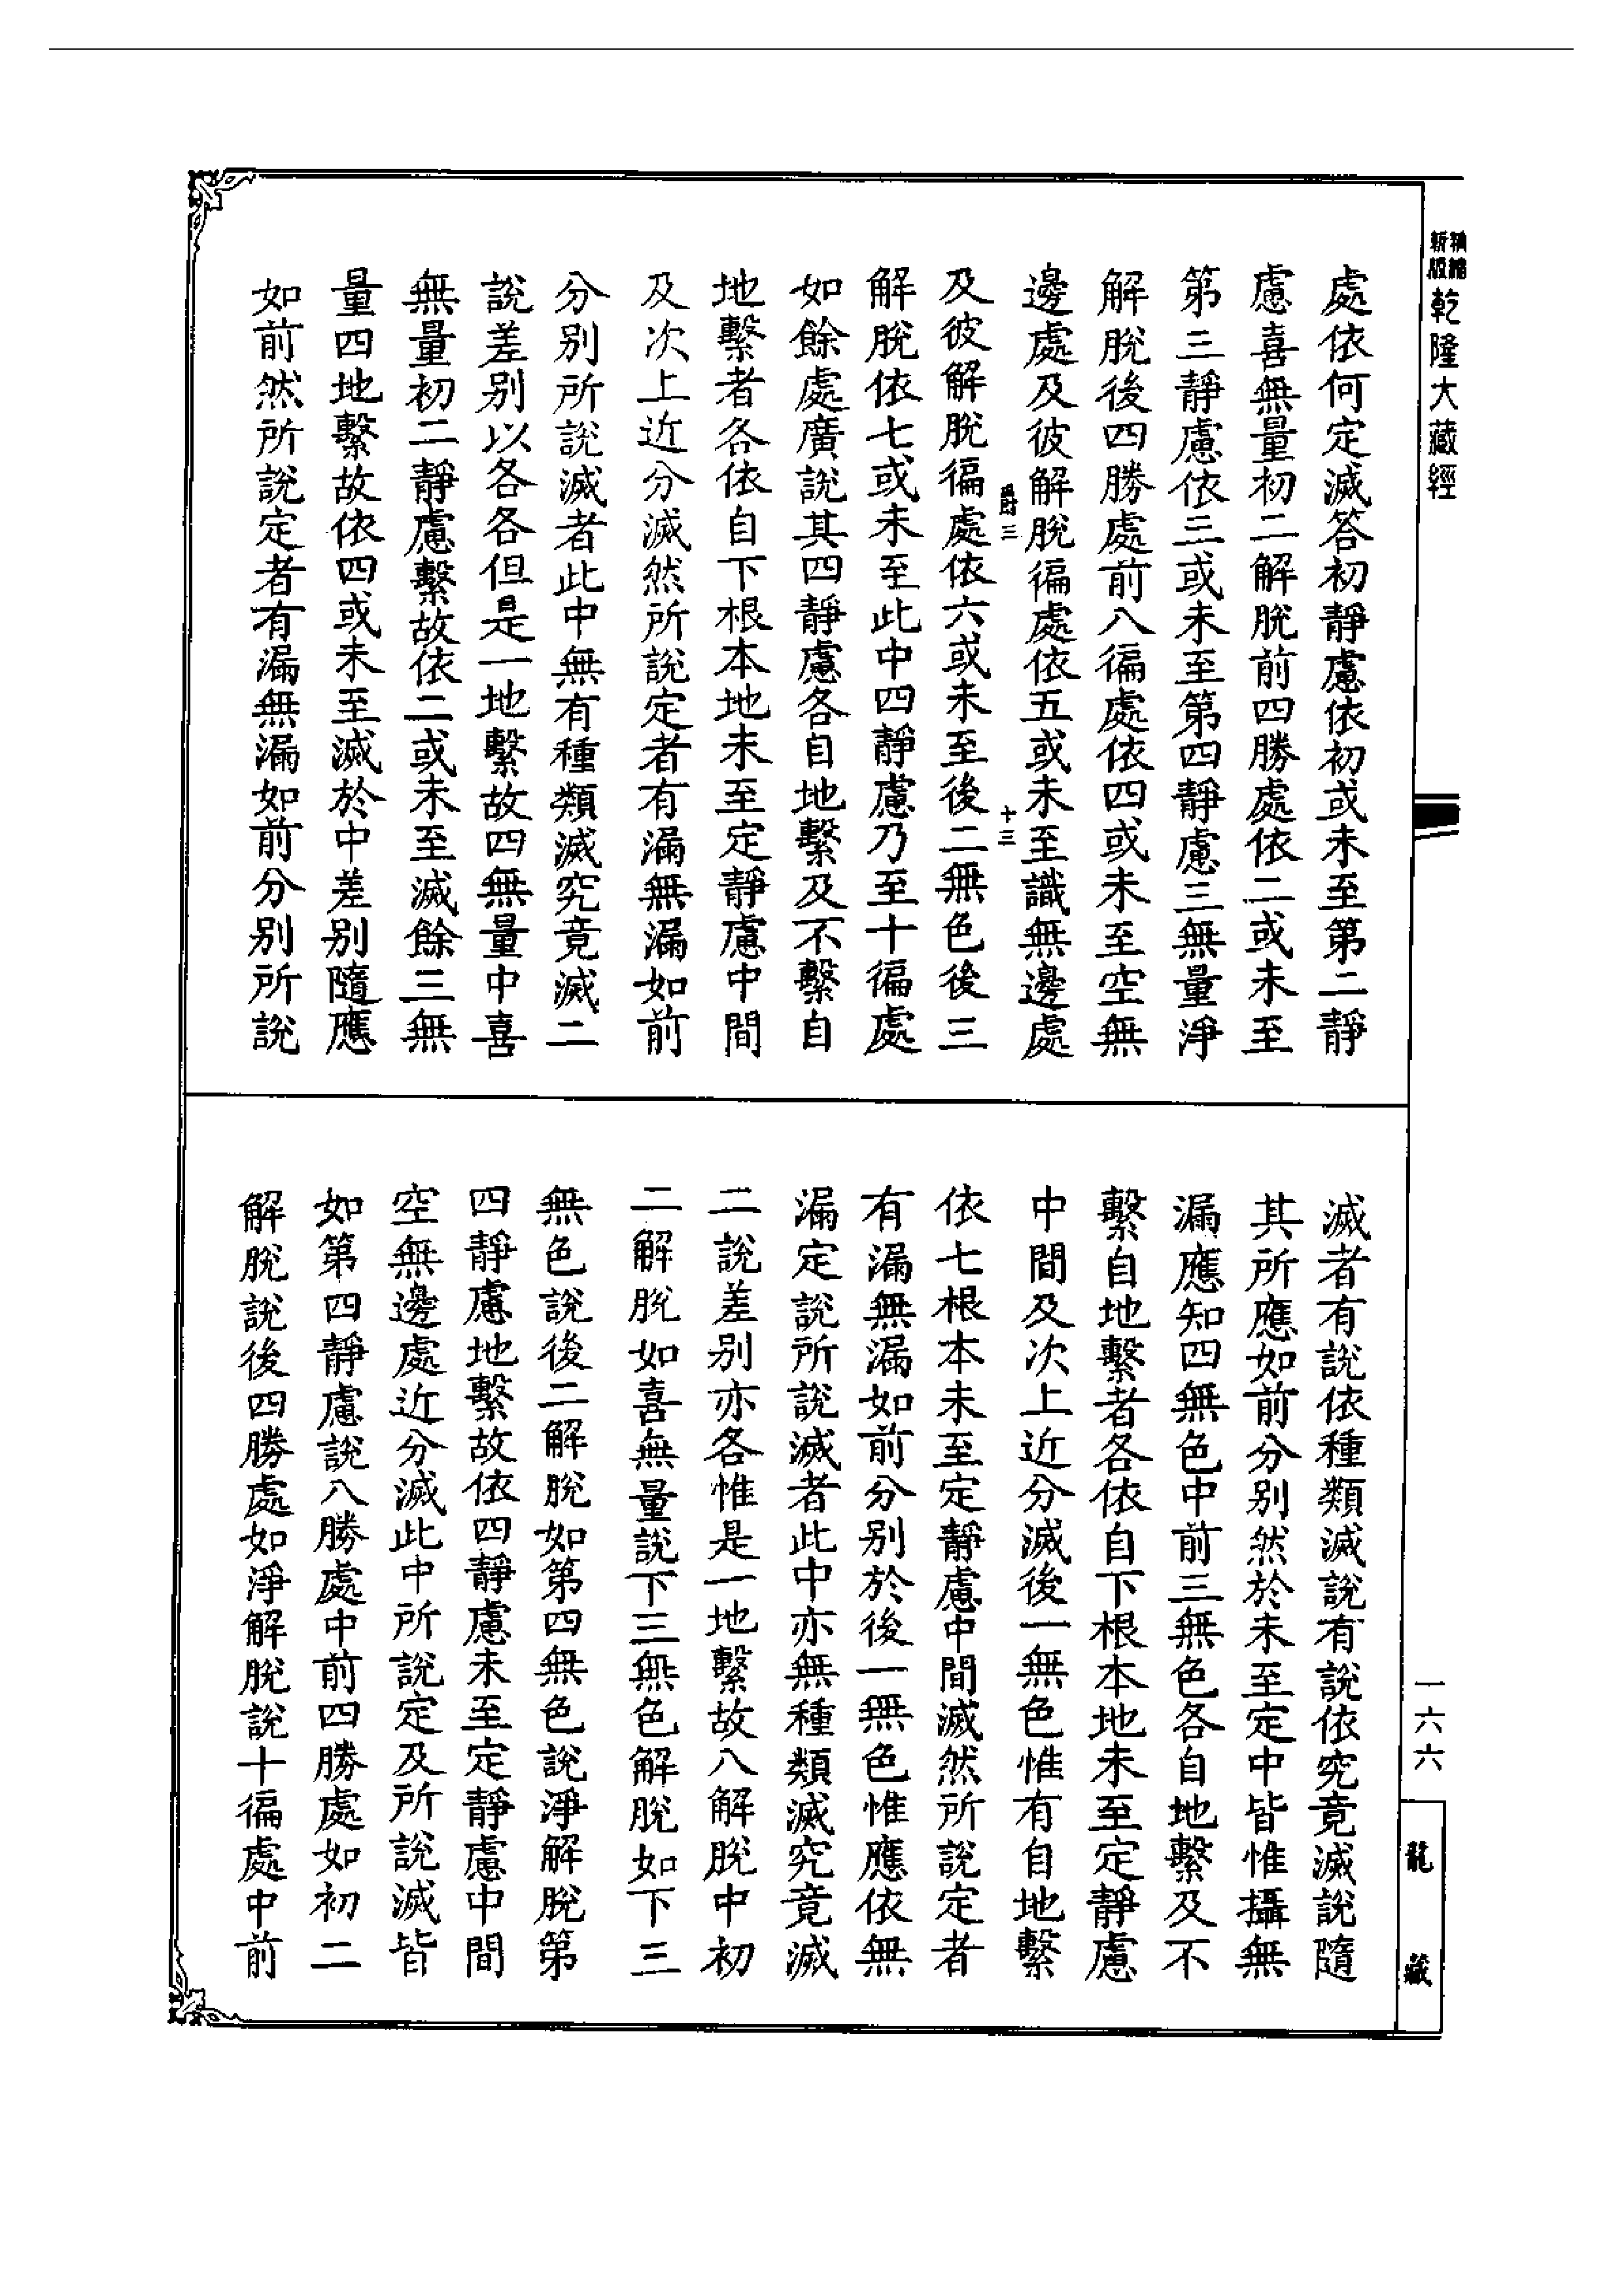 精縮新版乾隆大藏經
處依何定滅答初靜慮依初或未至第二靜
慮喜無量初二解脫前四勝處依二或未至
第三靜慮依三或未至第四靜慮三無量淨
解脫後四勝處前八徧處依四或未至空無
邊處及彼解脫徧處依五或未至識無邊處
十三
及彼解脫徧處依六或未至後二無色後三
解脫依七或未至此中四靜慮乃至十徧處
如餘處廣說其四靜慮各自地繫及不繫自
地繫者各依自下根本地未至定靜慮中間
及次上近分滅然所說定者有漏無漏如前
分別所說滅者此中無有種類滅究竟滅二
說差別以各各但是一地繫故四無量中喜
無量初二靜慮繫故依二或未至滅餘三無
量四地繫故依四或未至滅於中差別隨應
如前然所說定者有漏無漏如前分別所說
滅者有說依種類滅說有說依究竟滅說隨
其所應如前分別然於未至定中皆惟攝無
漏應知四無色中前三無色各自地繫及不
繫自地繫者各依自下根本地未至定靜慮
中間及次上近分滅後一無色惟有自地繫
依七根本未至定靜慮中間滅然所說定者
有漏無漏如前分別於後一無色惟應依無
漏定說所說滅者此中亦無種類滅究竟滅
二說差別亦各惟是一地繫故八解脫中初
二解脫如喜無量說下三無色解脫如下三
無色說後二解脫如第四無色說淨解脫第
四靜慮地繫故依四靜慮未至定靜慮中間
空無邊處近分滅此中所說定及所說滅皆
如第四靜慮說八勝處中前四勝處如初二
解脫說後四勝處如淨解脫說十徧處中前
一六六
龍藏